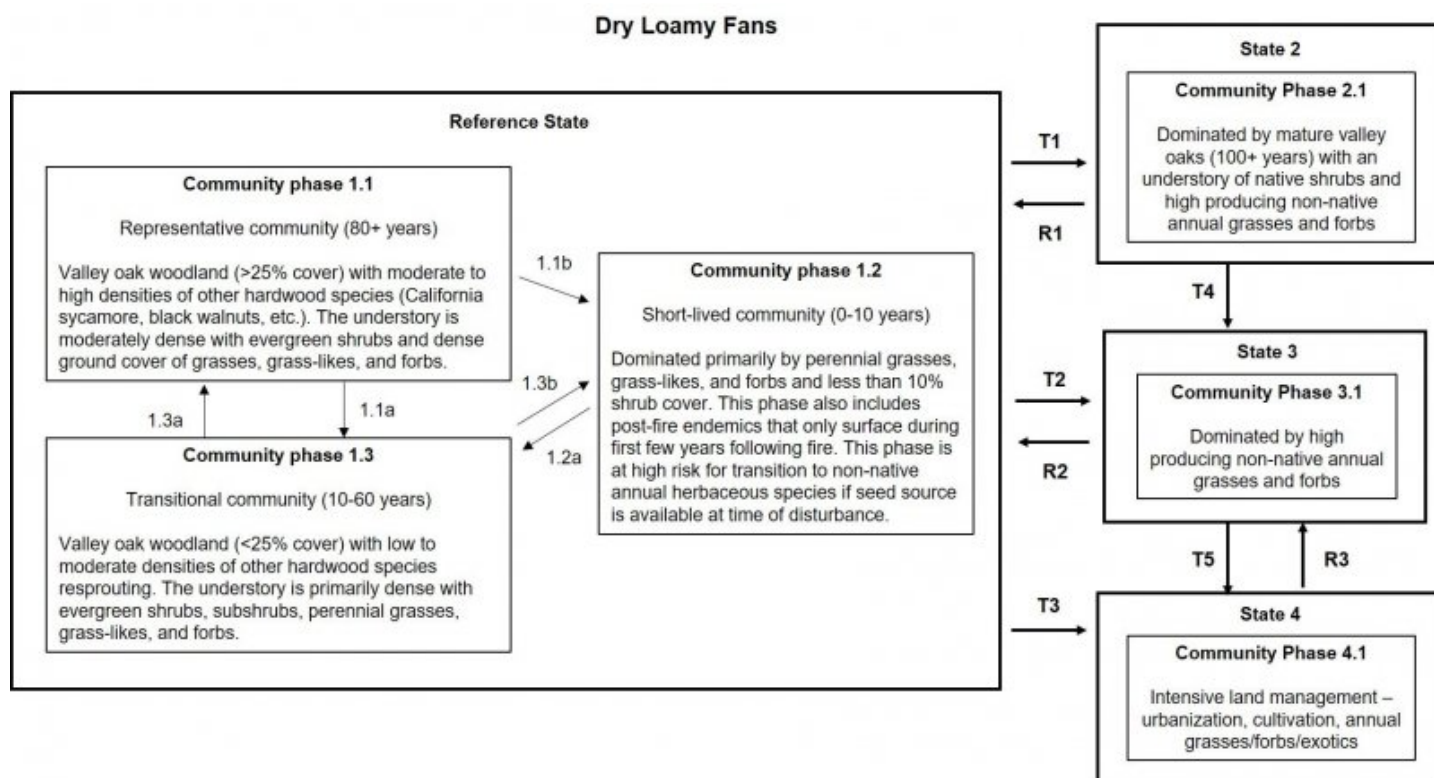 Dry Loamy Fans
Reference State
Community phase 1.1
Representative community (80+ years)
Valley oak woodland (>25% cover) with moderate to
high densities of other hardwood species (California
sycamore, black walnuts, etc.). The understory is
moderately dense with evergreen shrubs and dense
ground cover of grasses, grass-likes, and forbs.
1.3a
1.1a
1.1b
1.3b
1.2a
Community phase 1.2
Short-lived community (0-10 years)
Dominated primarily by perennial grasses,
grass-likes, and forbs and less than 10%
shrub cover. This phase also includes
post-fire endemics that only surface during
first few years following fire. This phase is
at high risk for transition to non-native
annual herbaceous species if seed source
is available at time of disturbance.
Community phase 1.3
Transitional community (10-60 years)
Valley oak woodland (<25% cover) with low to
moderate densities of other hardwood species
resprouting. The understory is primarily dense with
evergreen shrubs, subshrubs, perennial grasses,
grass-likes, and forbs.
T1
R1
T2
R2
T3
State 2
Community Phase 2.1
Dominated by mature valley
oaks (100+ years) with an
understory of native shrubs and
high producing non-native
annual grasses and forbs
T4
State 3
Community Phase 3.1
Dominated by high
producing non-native annual
grasses and forbs
T5
R3
State 4
Community Phase 4.1
Intensive land management –
urbanization, cultivation, annual
grasses/forbs/exotics